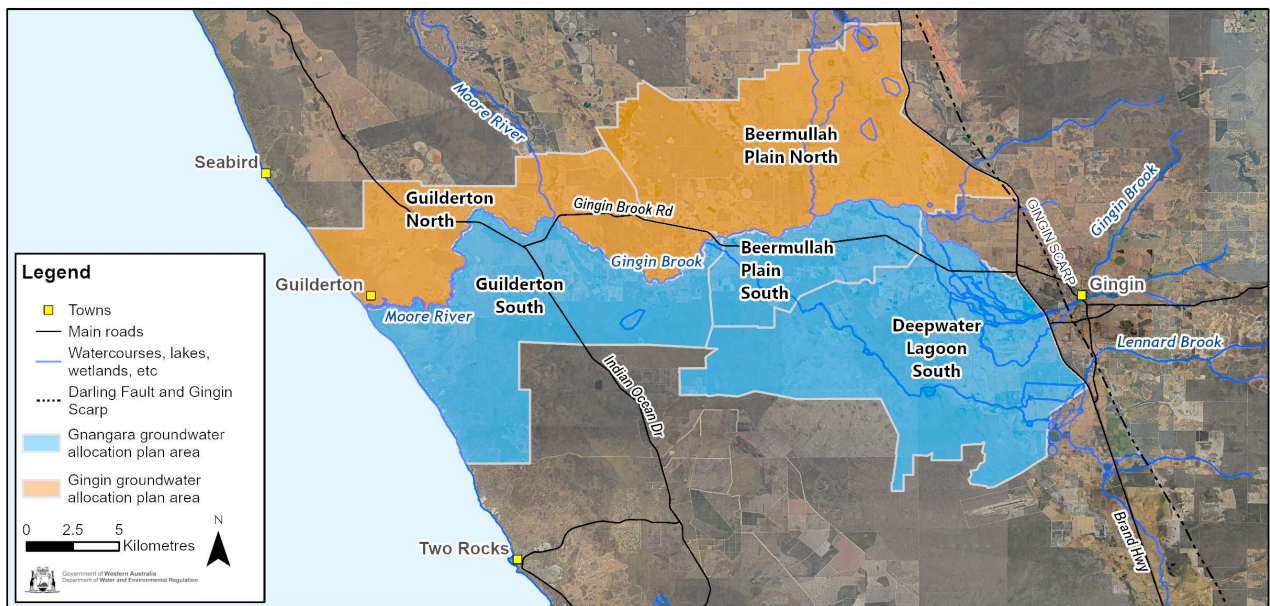 Moore River
Beermullah
Plain North
Seabird
Guilderton
North
Gingin Brook Rd
GINGIN SCARP
Gingin Brook
Gingin Brook
Beermullah
Plain
South
Guilderton
Guilderton
South
Gingin
Moore River
Deepwater
Lagoon
South
Lennard Brook
Indian Ocean Dr
Brand Hwy
Two Rocks
Legend
Towns
Main roads
Watercourses, lakes,
wetlands, etc
Darling Fault and Gingin
Scarp
Gnangara groundwater
allocation plan area
Gingin groundwater
allocation plan area
0 2.5 5
Kilometres
N
Government of Western Australia
Department of Water and Environmental Regulation